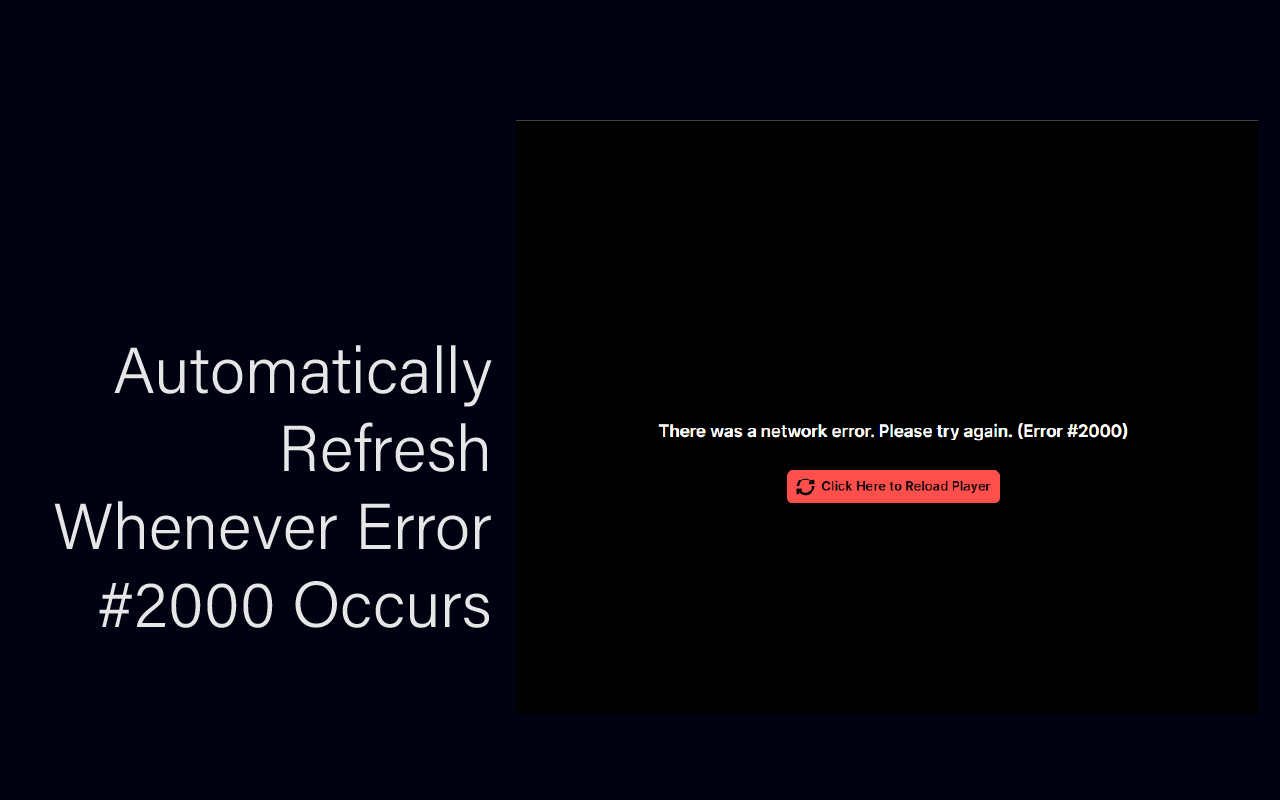 Automatically
Refresh
Whenever Error
#2000 Occurs
There was a network error. Please try again. (Error #2000)
Click Here to Reload Player